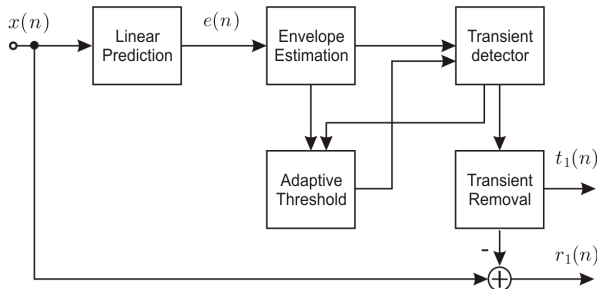 x(n)
Linear
Prediction
e(n)
Envelope
Estimation
Transient
detector
Adaptive
Threshold
Transient
Removal
t₁(n)
-
r₁(n)
+